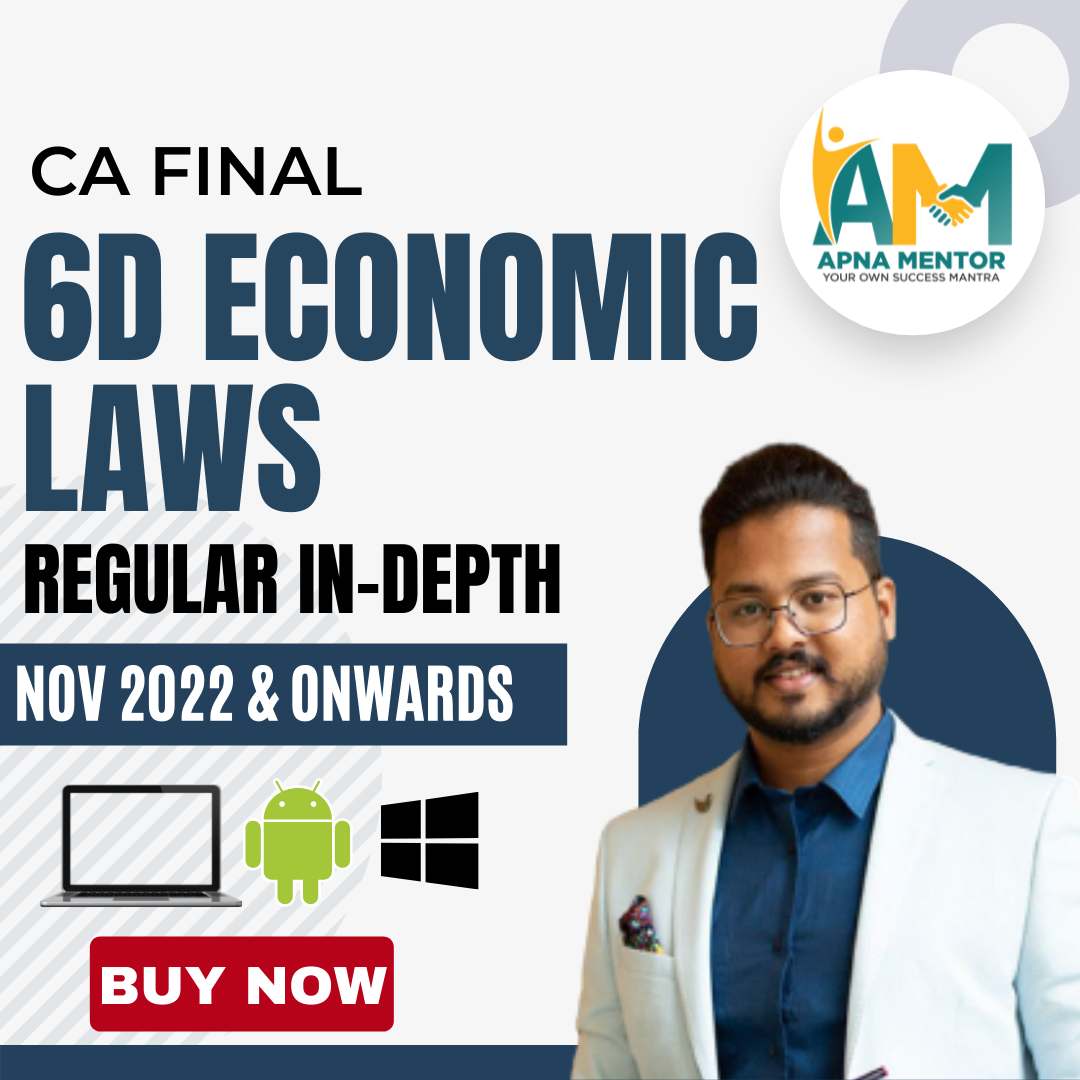 CA FINAL
6D ECONOMIC
LAWS
REGULAR IN-DEPTH
NOV 2022 & ONWARDS
BUY NOW
AM
APNA MENTOR
YOUR OWN SUCCESS MANTRA